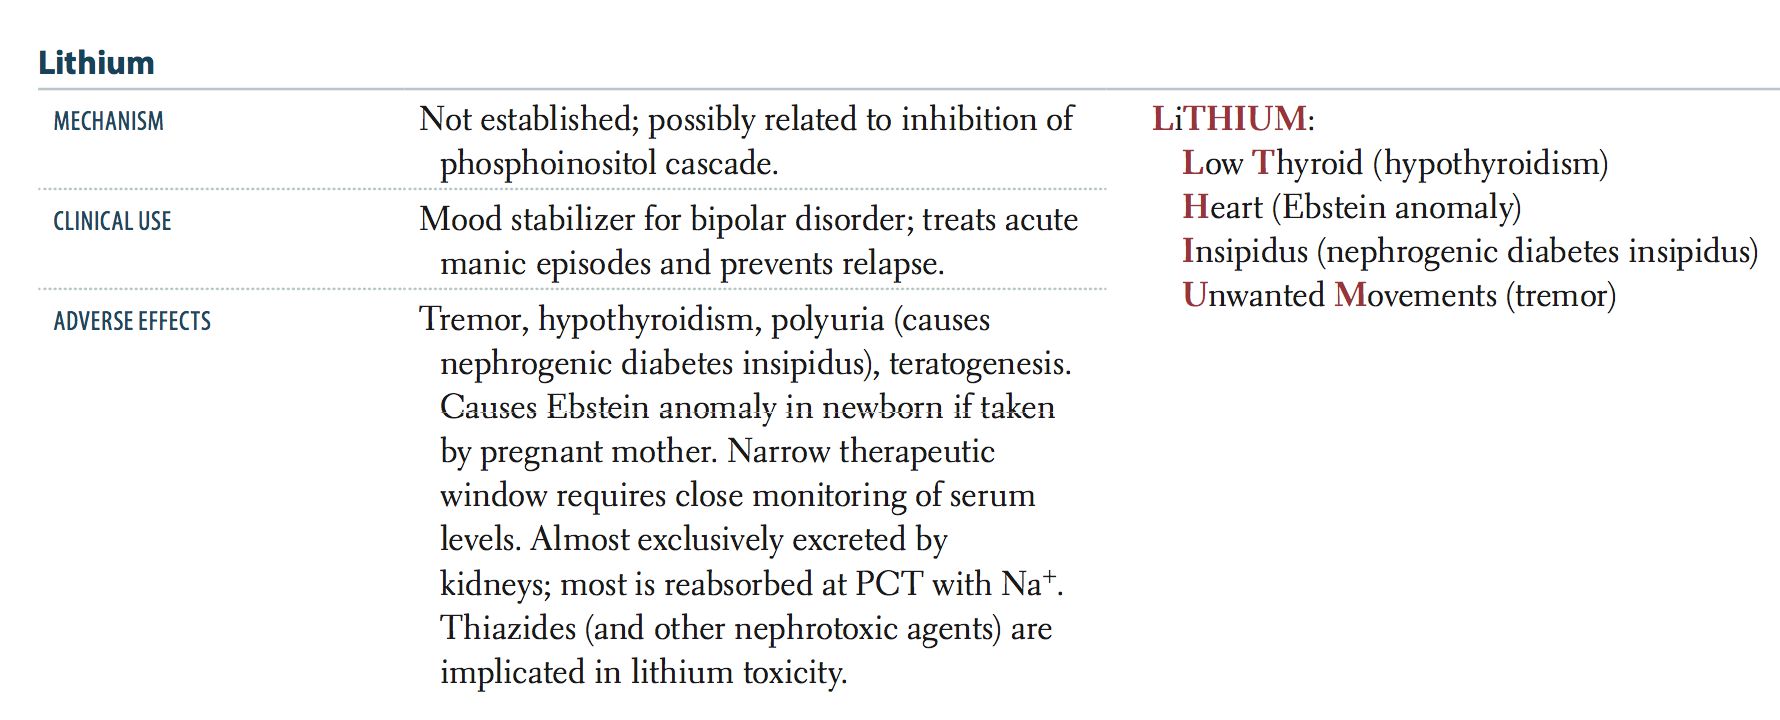 Lithium
MECHANISM
Not established; possibly related to inhibition of
phosphoinositol cascade.
CLINICAL USE
Mood stabilizer for bipolar disorder; treats acute
manic episodes and prevents relapse.
ADVERSE EFFECTS
Tremor, hypothyroidism, polyuria (causes
nephrogenic diabetes insipidus), teratogenesis.
Causes Ebstein anomaly in newborn if taken
by pregnant mother. Narrow therapeutic
window requires close monitoring of serum
levels. Almost exclusively excreted by
kidneys; most is reabsorbed at PCT with Na⁺.
Thiazides (and other nephrotoxic agents) are
implicated in lithium toxicity.
LiTHIUM:
Low Thyroid (hypothyroidism)
Heart (Ebstein anomaly)
Insipidus (nephrogenic diabetes insipidus)
Unwanted Movements (tremor)